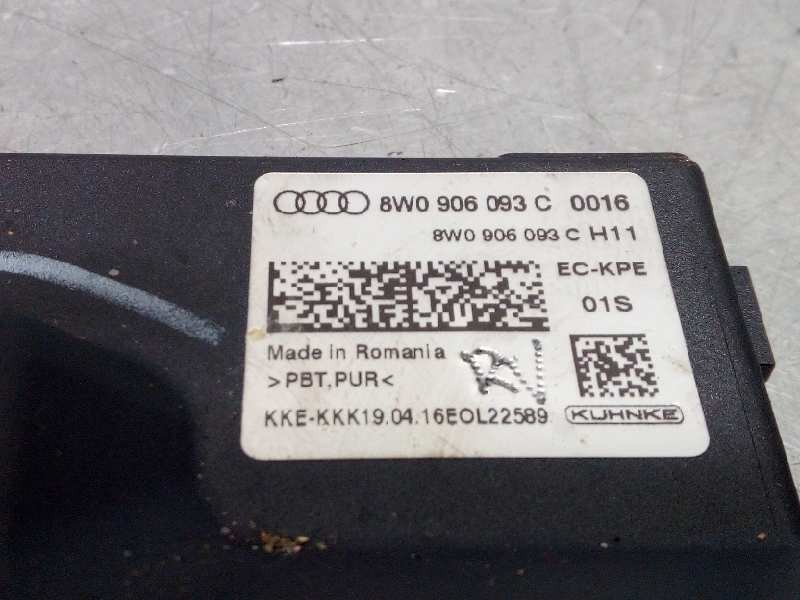 8W0 906 093 C 0016
8W0 906 093 C H11
EC-KPE
01S
Made in Romania
>PBT,PUR<
KKE-KKK19.04.16EOL22589
KUHNKE